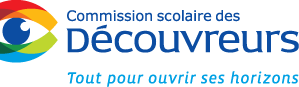 Commission scolaire des
Découvreurs
Tout pour ouvrir ses horizons